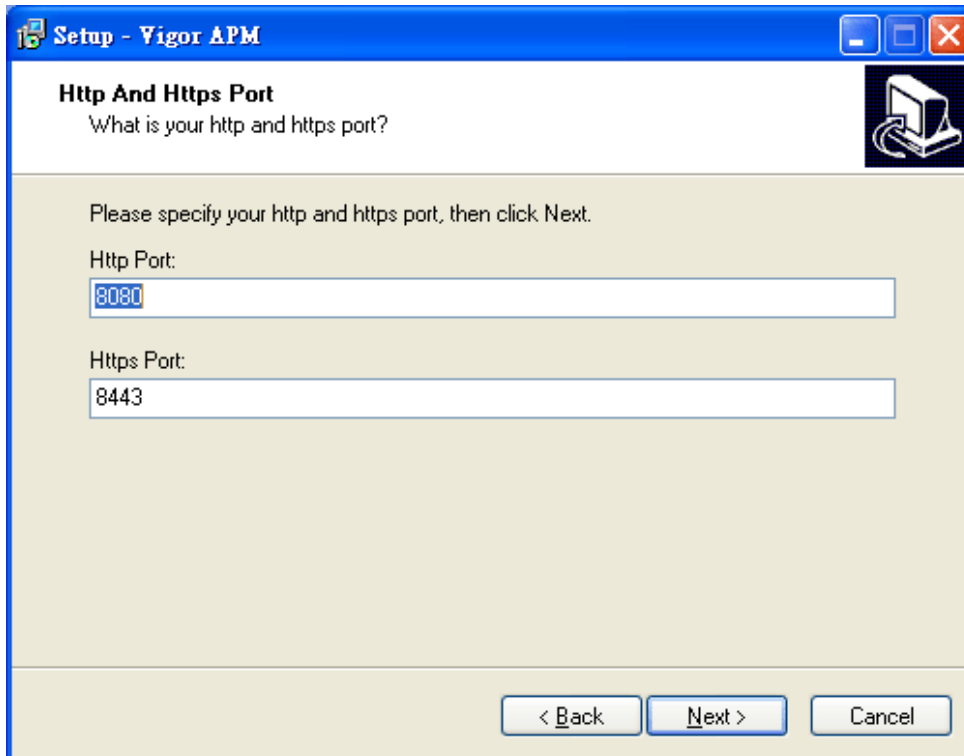 Setup - Vigor APM
Http And Https Port
What is your http and https port?
Please specify your http and https port, then click Next.
Http Port:
8080
Https Port:
8443
< Back Next > Cancel